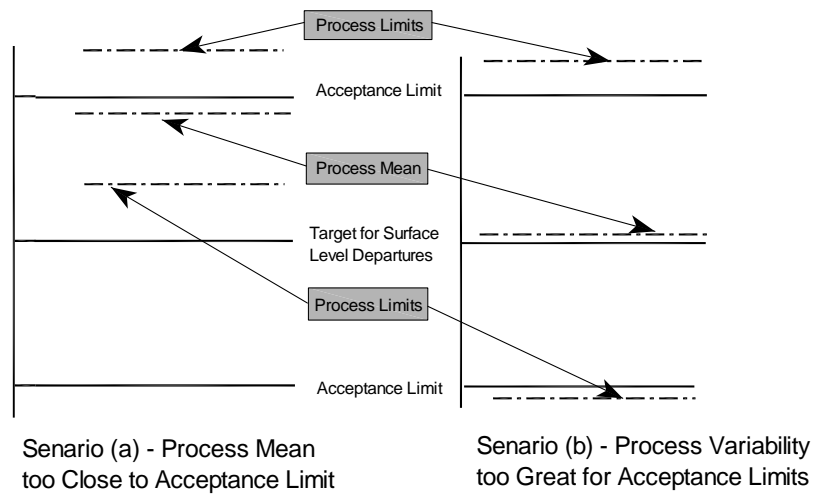 Process Limits
Acceptance Limit
Process Mean
Target for Surface
Level Departures
Process Limits
Acceptance Limit
Senario (a) - Process Mean
too Close to Acceptance Limit
Senario (b) - Process Variability
too Great for Acceptance Limits